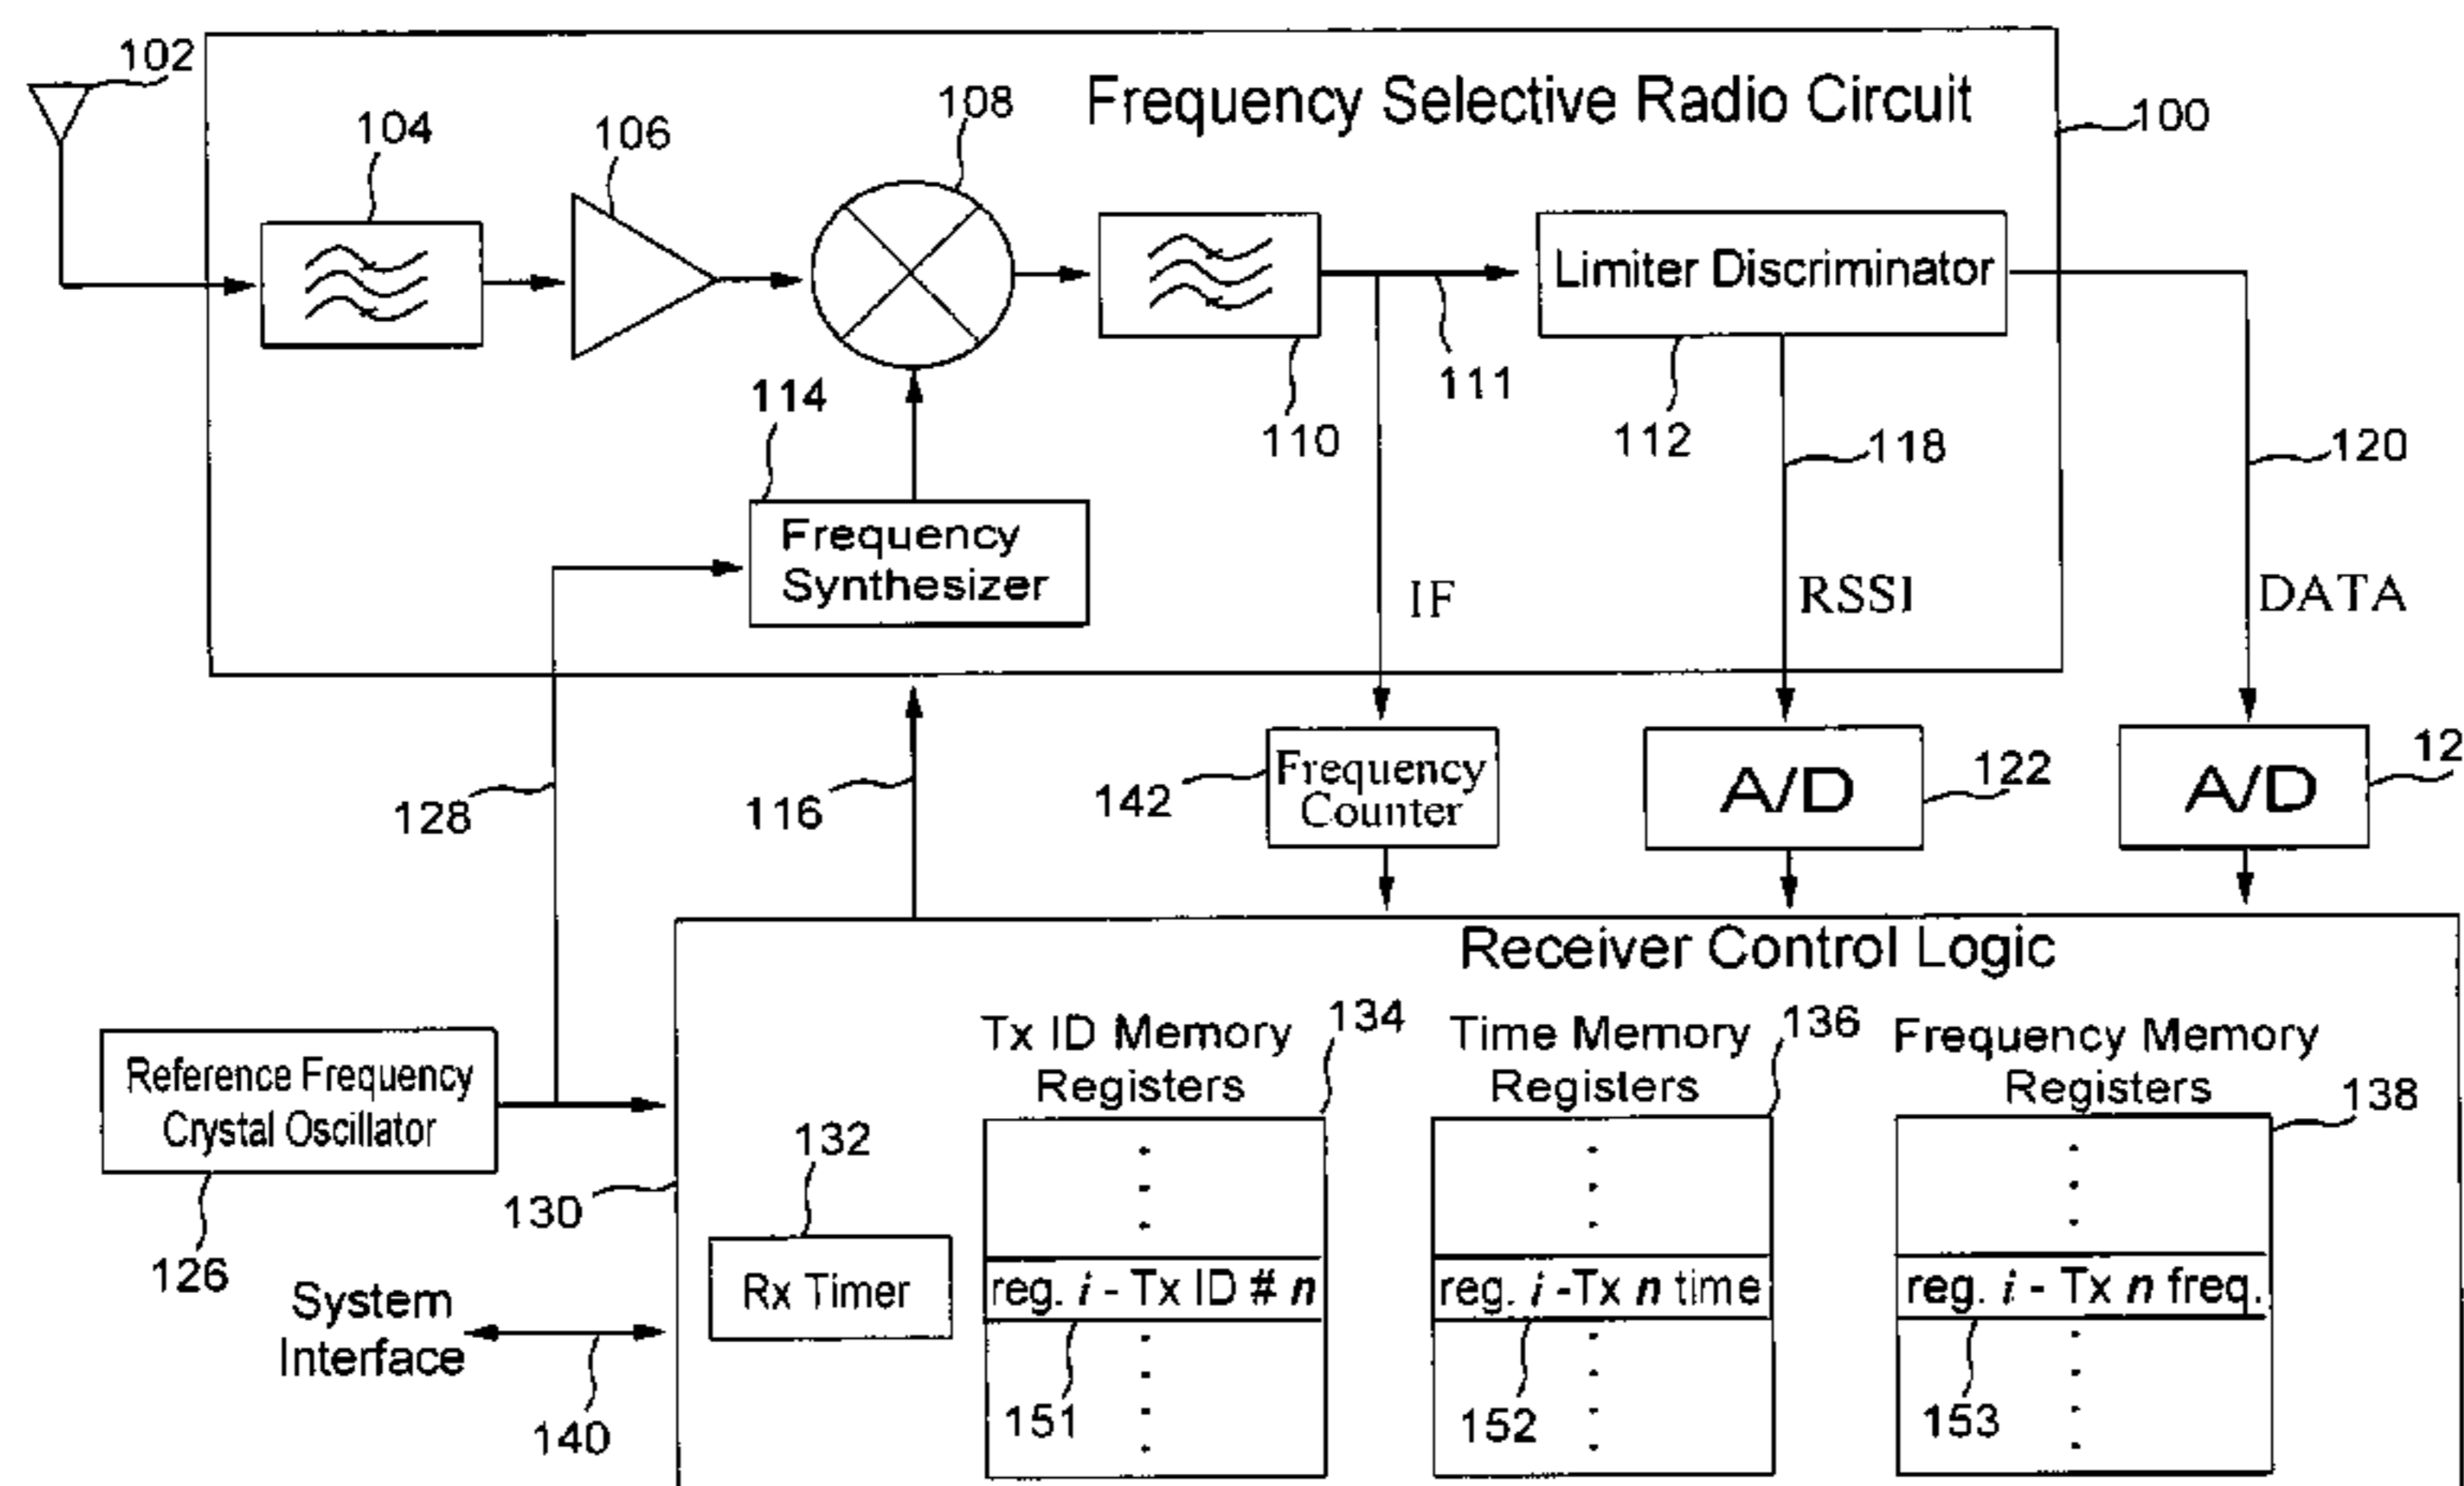 102
Frequency Selective Radio Circuit
100
104
106
108
Limiter Discriminator
111
110
112
118
120
114
Frequency
Synthesizer
IF
RSSI
DATA
128
116
142
Frequency
Counter
A/D
122
A/D
12
Receiver Control Logic
Reference Frequency
Crystal Oscillator
126
130
System
Interface
140
132
Rx Timer
Tx ID Memory
Registers
134
reg. i - Tx ID # n
151
Time Memory
Registers
136
reg. i -Tx n time
152
Frequency Memory
Registers
138
reg. i - Tx n freq.
153